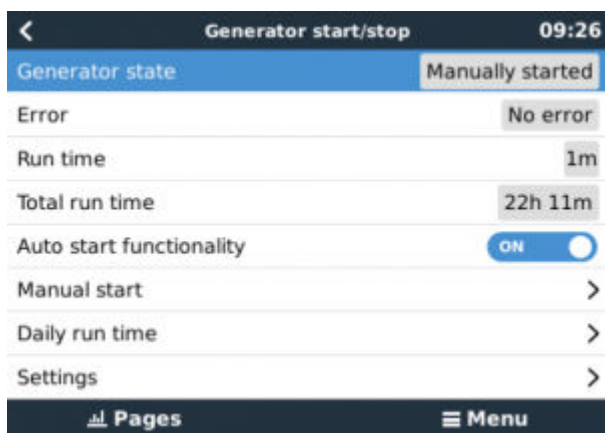 Generator start/stop 09:26
Generator state Manually started
Error No error
Run time 1m
Total run time 22h 11m
Auto start functionality ON
Manual start
Daily run time
Settings
Pages Menu